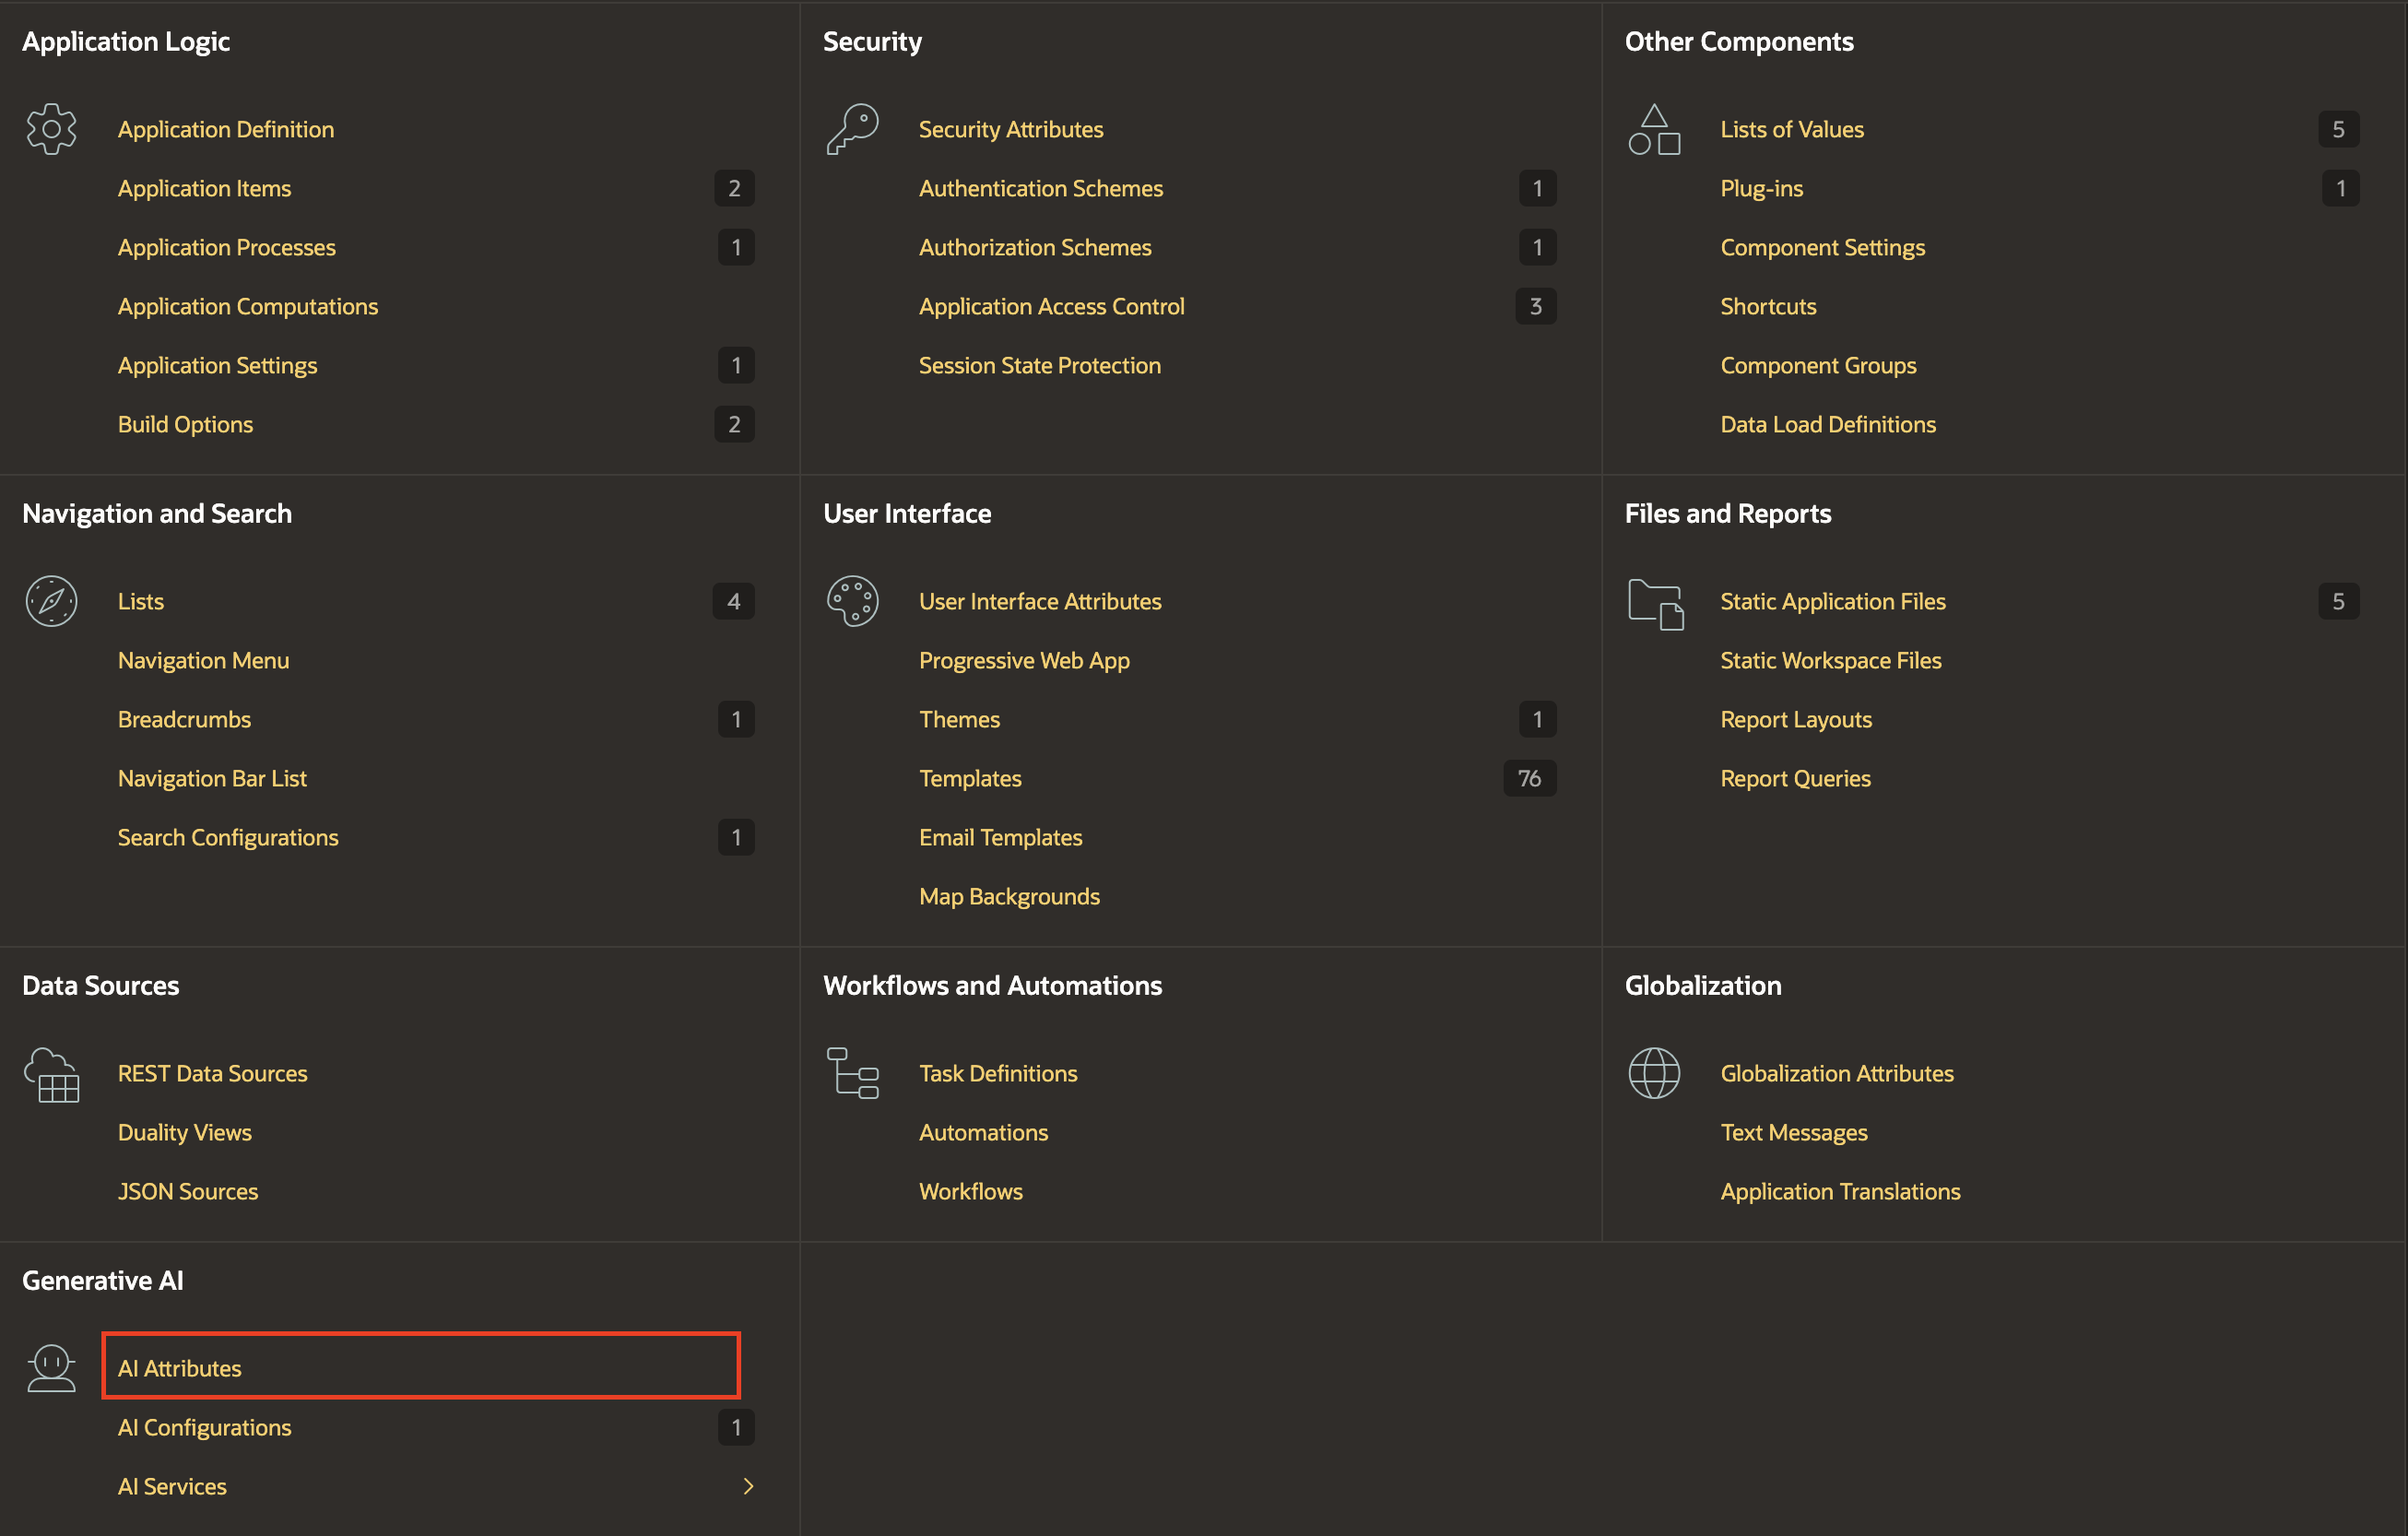 Application Logic
Application Definition
Application Items 2
Application Processes 1
Application Computations
Application Settings 1
Build Options 2
Security
Security Attributes
Authentication Schemes 1
Authorization Schemes 1
Application Access Control 3
Session State Protection
Other Components
Lists of Values 5
Plug-ins 1
Component Settings
Shortcuts
Component Groups
Data Load Definitions
Navigation and Search
Lists 4
Navigation Menu
Breadcrumbs 1
Navigation Bar List
Search Configurations 1
User Interface
User Interface Attributes
Progressive Web App
Themes 1
Templates 76
Email Templates
Map Backgrounds
Files and Reports
Static Application Files 5
Static Workspace Files
Report Layouts
Report Queries
Data Sources
REST Data Sources
Duality Views
JSON Sources
Workflows and Automations
Task Definitions
Automations
Workflows
Globalization
Globalization Attributes
Text Messages
Application Translations
Generative AI
AI Attributes
AI Configurations 1
AI Services